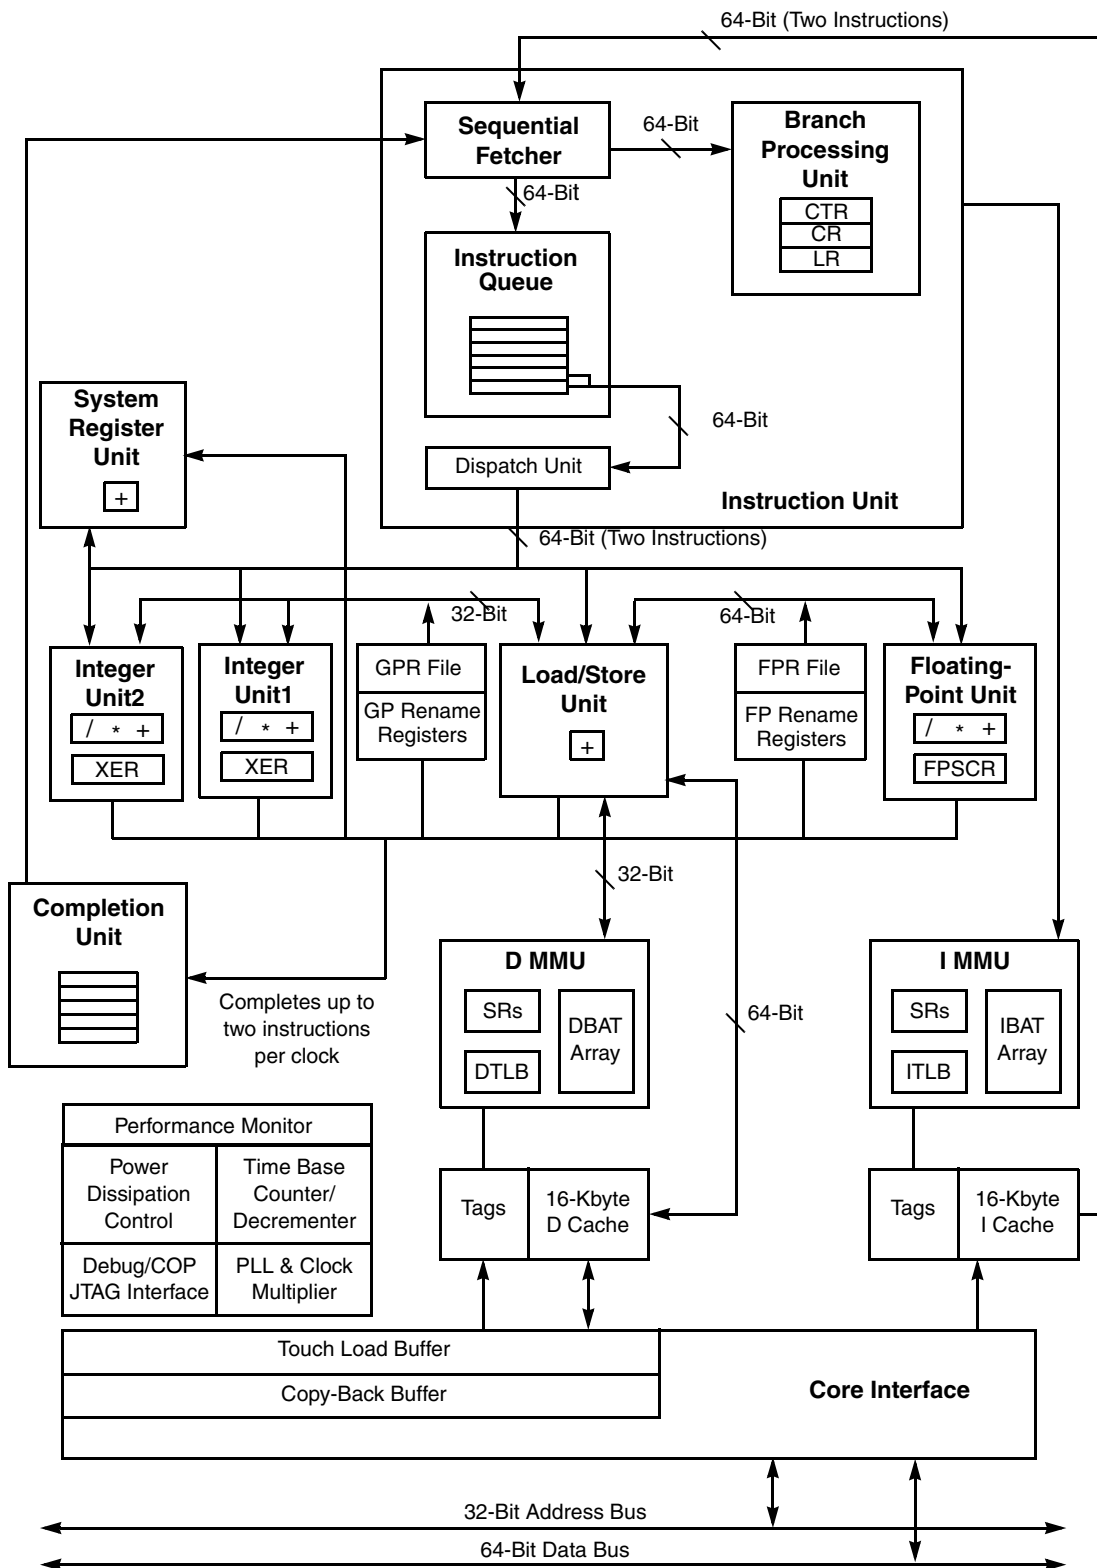 64-Bit (Two Instructions)
Sequential
Fetcher
64-Bit
Branch
Processing
Unit
CTR
CR
LR
64-Bit
Instruction
Queue
64-Bit
Dispatch Unit
Instruction Unit
System
Register
Unit
+
64-Bit (Two Instructions)
32-Bit
64-Bit
Integer
Unit2
/ * +
XER
Integer
Unit1
/ * +
XER
GPR File
GP Rename
Registers
Load/Store
Unit
+
FPR File
FP Rename
Registers
Floating-
Point Unit
/ * +
FPSCR
32-Bit
Completion
Unit
Completes up to
two instructions
per clock
D MMU
SRs
DTLB
DBAT
Array
64-Bit
I MMU
SRs
ITLB
IBAT
Array
Performance Monitor
Power
Dissipation
Control
Time Base
Counter/
Decrementer
Debug/COP
JTAG Interface
PLL & Clock
Multiplier
Tags
16-Kbyte
D Cache
Tags
16-Kbyte
I Cache
Touch Load Buffer
Copy-Back Buffer
Core Interface
32-Bit Address Bus
64-Bit Data Bus